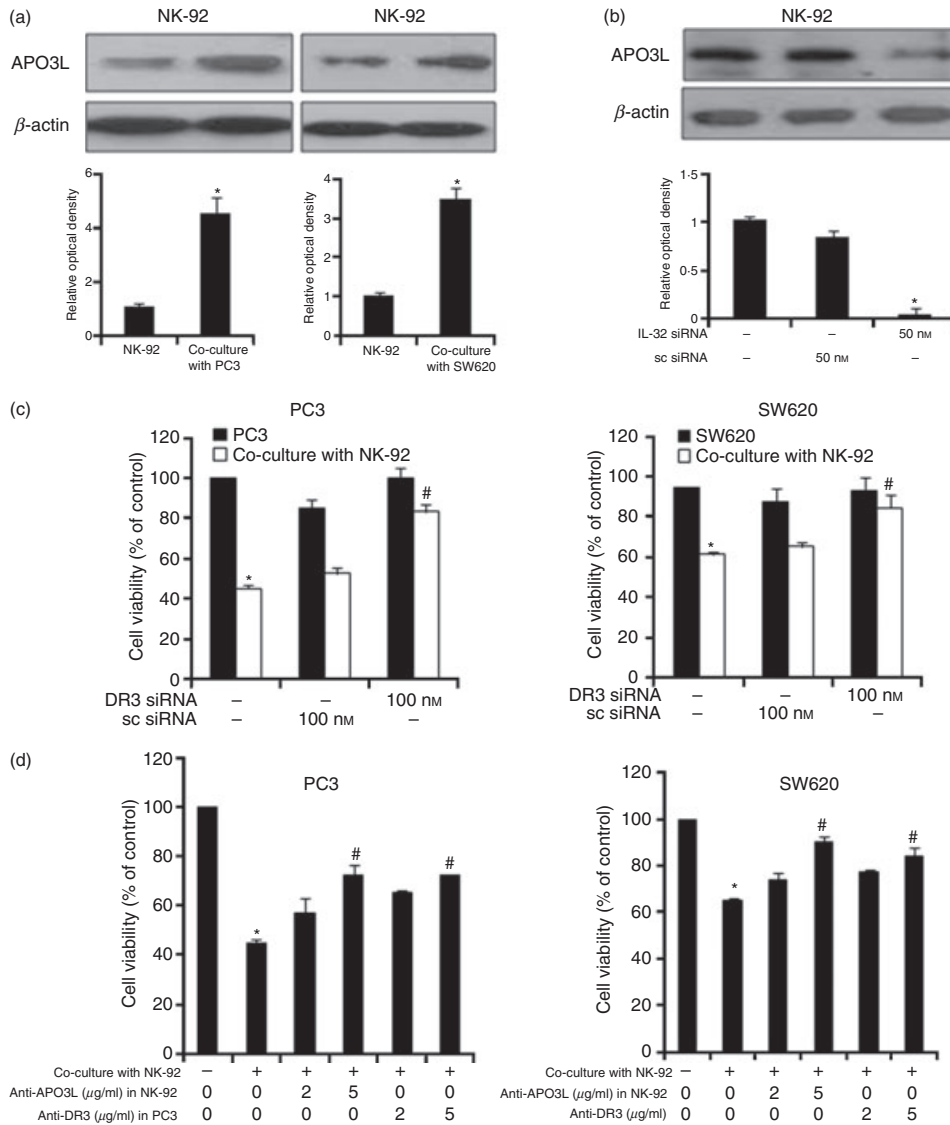 (a)
NK-92
NK-92
APO3L
β-actin
Relative optical density
6
4
2
0
NK-92
Co-culture with PC3
*
Relative optical density
4
3
2
1
0
NK-92
Co-culture with SW620
*
(b)
NK-92
APO3L
β-actin
Relative optical density
1·5
1
0·5
0
*
IL-32 siRNA – – 50 nM
sc siRNA – 50 nM –
(c)
PC3
PC3
Co-culture with NK-92
Cell viability (% of control)
120
100
80
60
40
20
0
*
#
DR3 siRNA – – 100 nM
sc siRNA – 100 nM –
SW620
SW620
Co-culture with NK-92
Cell viability (% of control)
120
100
80
60
40
20
0
*
#
DR3 siRNA – – 100 nM
sc siRNA – 100 nM –
(d)
PC3
Cell viability (% of control)
120
100
80
60
40
20
0
*
#
#
Co-culture with NK-92 – + + + + +
Anti-APO3L (μg/ml) in NK-92 0 0 2 5 0 0
Anti-DR3 (μg/ml) in PC3 0 0 0 0 2 5
SW620
Cell viability (% of control)
120
100
80
60
40
20
0
*
#
#
Co-culture with NK-92 – + + + + +
Anti-APO3L (μg/ml) in NK-92 0 0 2 5 0 0
Anti-DR3 (μg/ml) 0 0 0 0 2 5